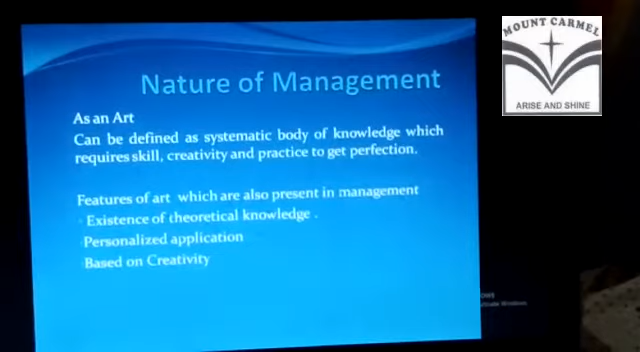 Nature of Management
As an Art
Can be defined as systematic body of knowledge which
requires skill, creativity and practice to get perfection.
Features of art which are also present in management
Existence of theoretical knowledge .
Personalized application
Based on Creativity
MOUNT CARMEL
ARISE AND SHINE